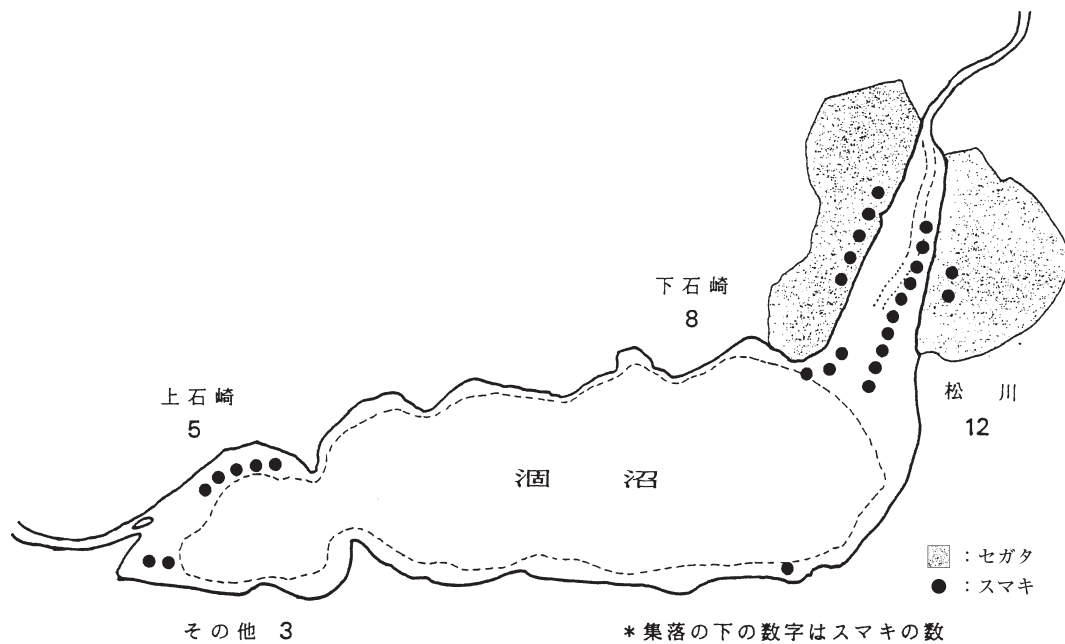 下石崎
8
上石崎
5
松川
12
涸沼
：セガタ
：スマキ
その他 3
＊集落の下の数字はスマキの数